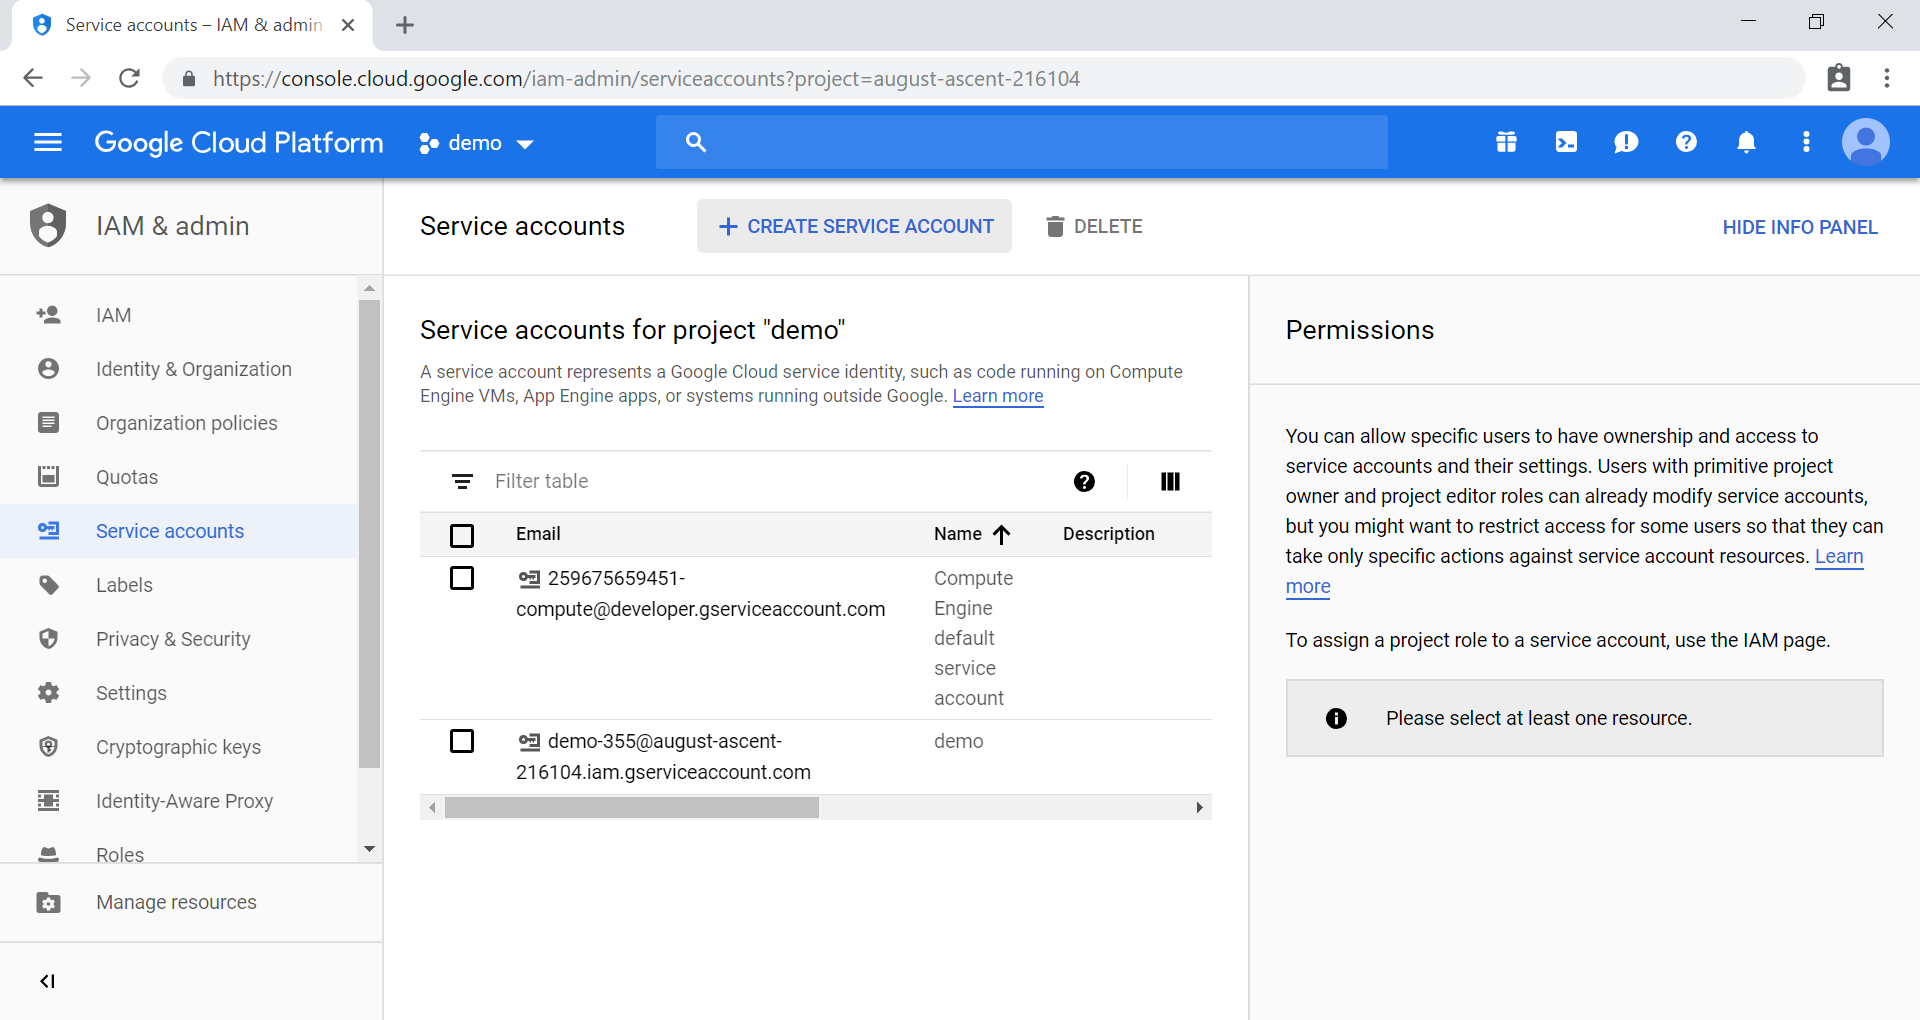 Service accounts – IAM & admin
https://console.cloud.google.com/iam-admin/serviceaccounts?project=august-ascent-216104
Google Cloud Platform
demo
IAM & admin
Service accounts
CREATE SERVICE ACCOUNT
DELETE
HIDE INFO PANEL
IAM
Identity & Organization
Organization policies
Quotas
Service accounts
Labels
Privacy & Security
Settings
Cryptographic keys
Identity-Aware Proxy
Roles
Manage resources
Service accounts for project "demo"
A service account represents a Google Cloud service identity, such as code running on Compute
Engine VMs, App Engine apps, or systems running outside Google. Learn more
Filter table
Email Name Description
259675659451-
compute@developer.gserviceaccount.com
Compute
Engine
default
service
account
demo-355@august-ascent-
216104.iam.gserviceaccount.com
demo
Permissions
You can allow specific users to have ownership and access to
service accounts and their settings. Users with primitive project
owner and project editor roles can already modify service accounts,
but you might want to restrict access for some users so that they can
take only specific actions against service account resources. Learn
more
To assign a project role to a service account, use the IAM page.
Please select at least one resource.